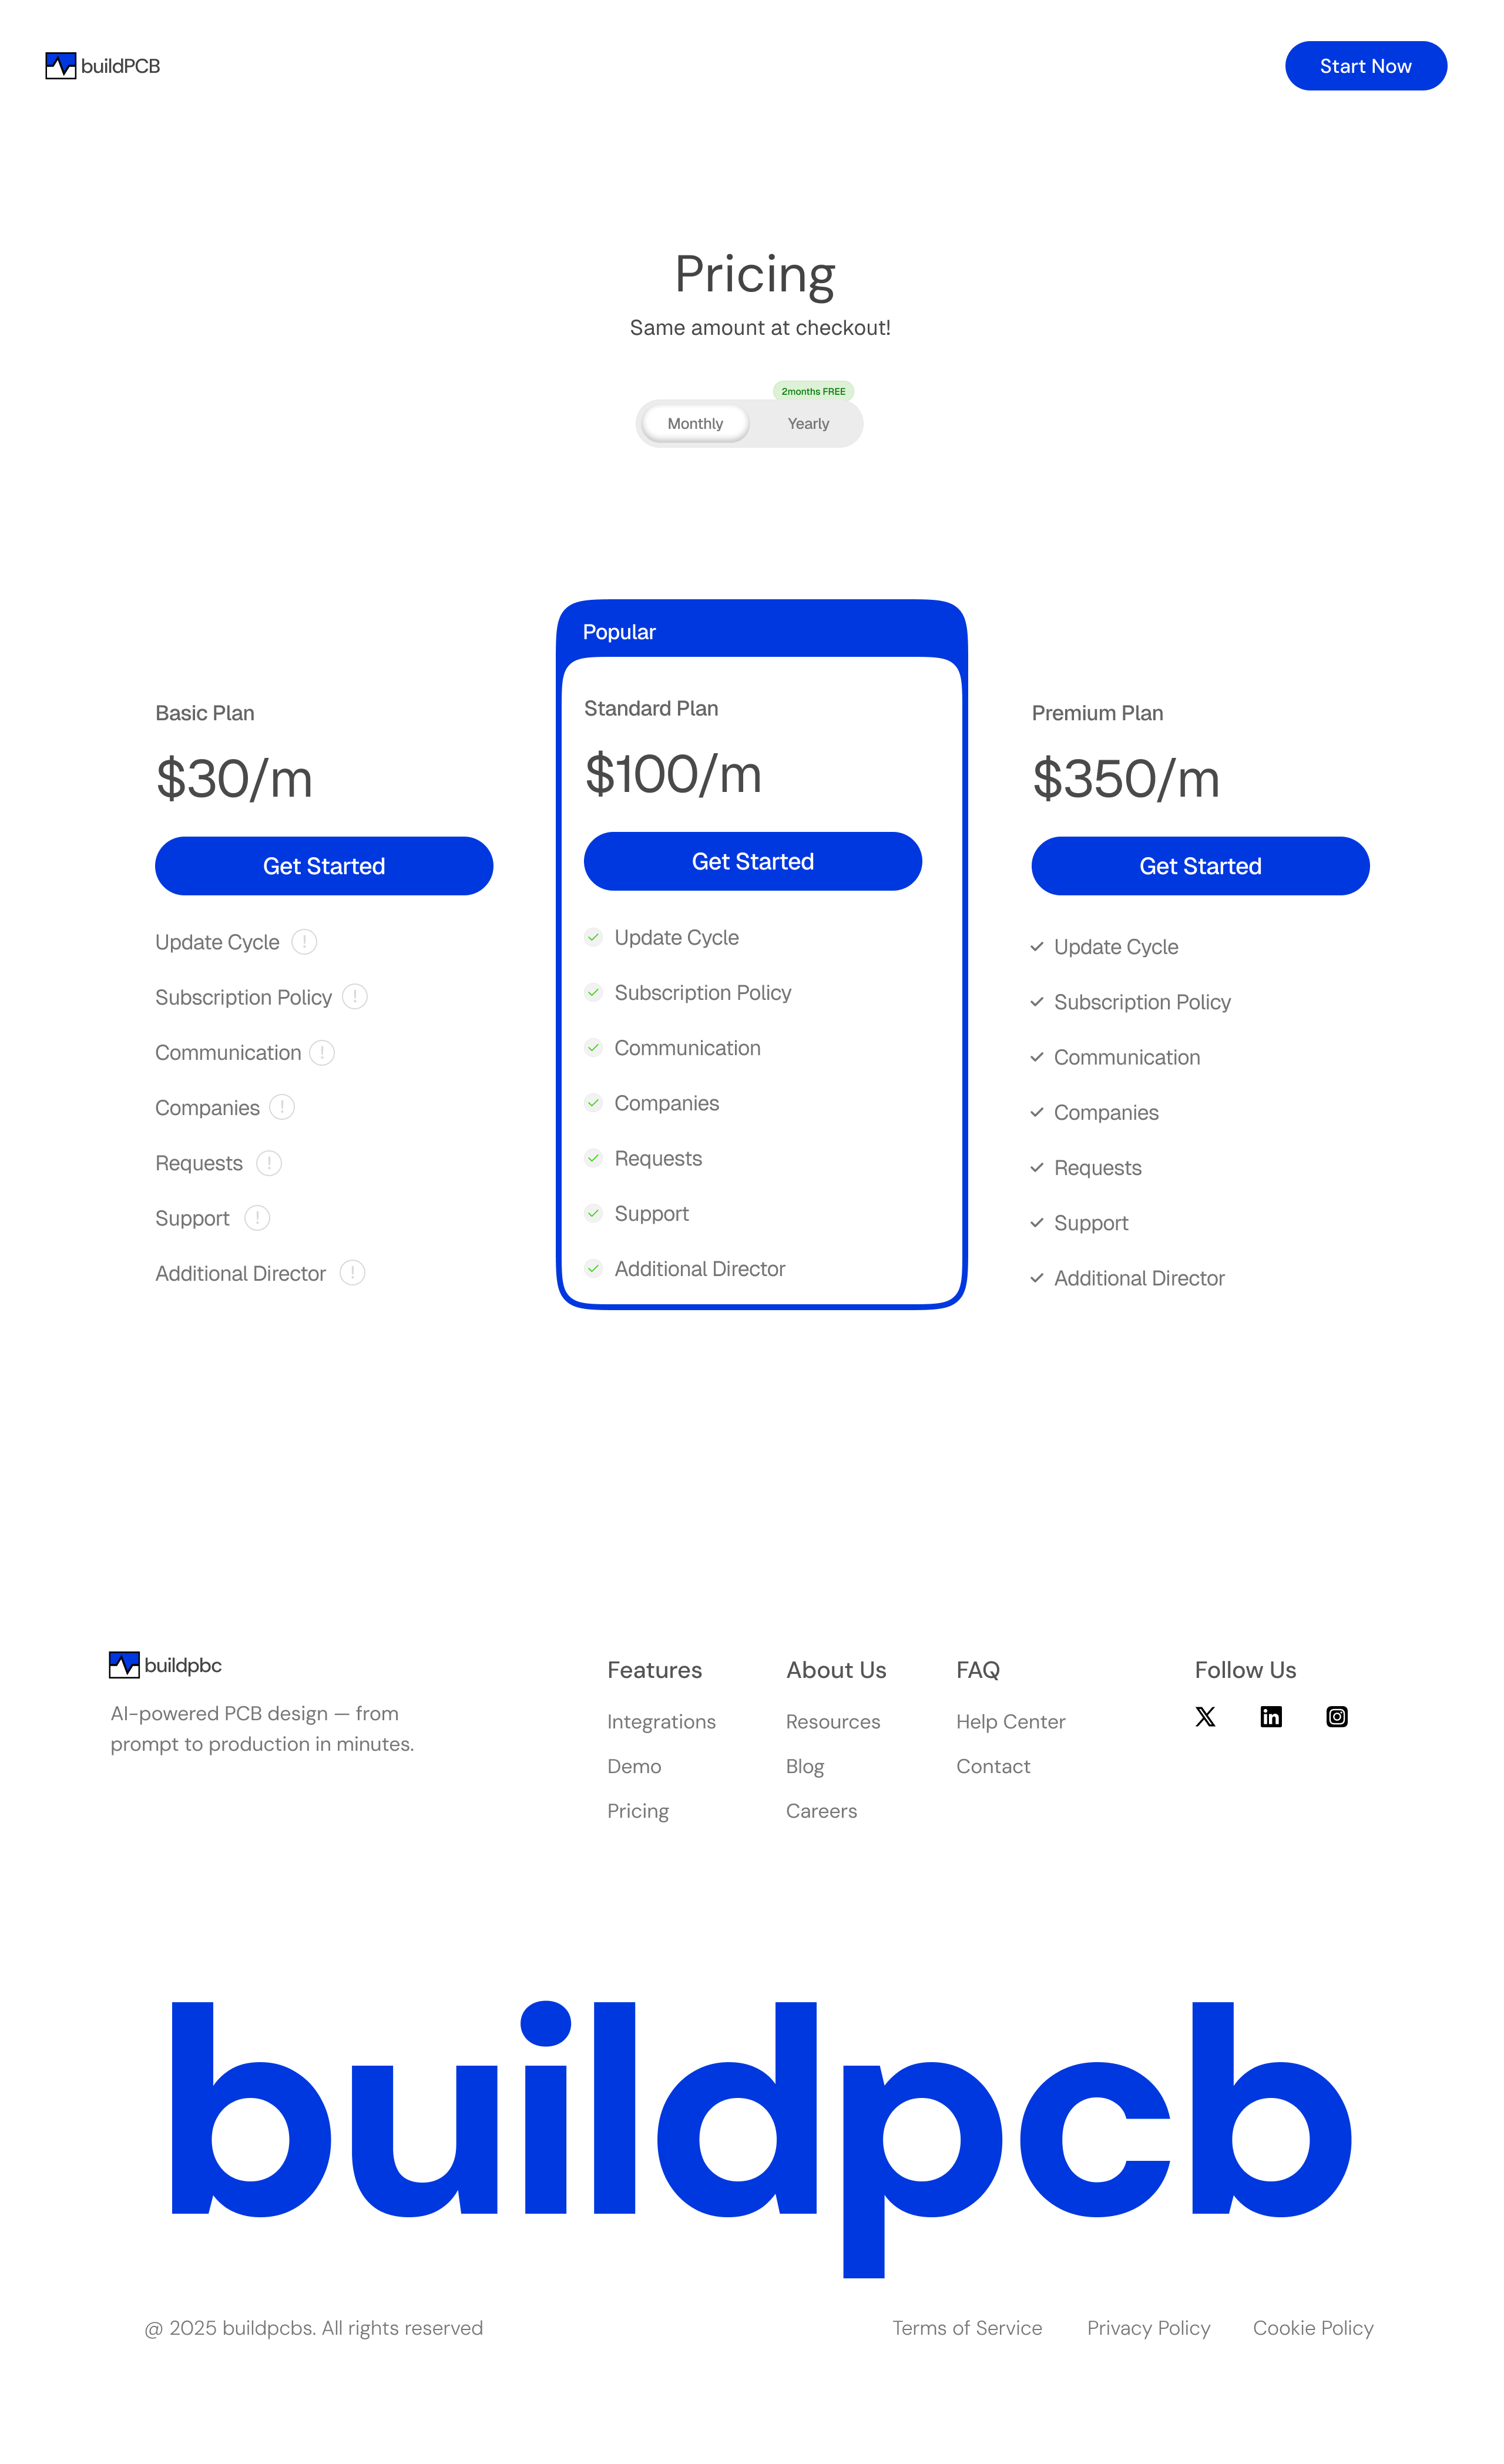 buildPCB
Start Now
Pricing
Same amount at checkout!
2months FREE
Monthly
Yearly
Basic Plan
$30/m
Get Started
Update Cycle
Subscription Policy
Communication
Companies
Requests
Support
Additional Director
Popular
Standard Plan
$100/m
Get Started
Update Cycle
Subscription Policy
Communication
Companies
Requests
Support
Additional Director
Premium Plan
$350/m
Get Started
Update Cycle
Subscription Policy
Communication
Companies
Requests
Support
Additional Director
buildpbc
AI-powered PCB design — from
prompt to production in minutes.
Features
Integrations
Demo
Pricing
About Us
Resources
Blog
Careers
FAQ
Help Center
Contact
Follow Us
buildpcb
@ 2025 buildpcbs. All rights reserved
Terms of Service
Privacy Policy
Cookie Policy